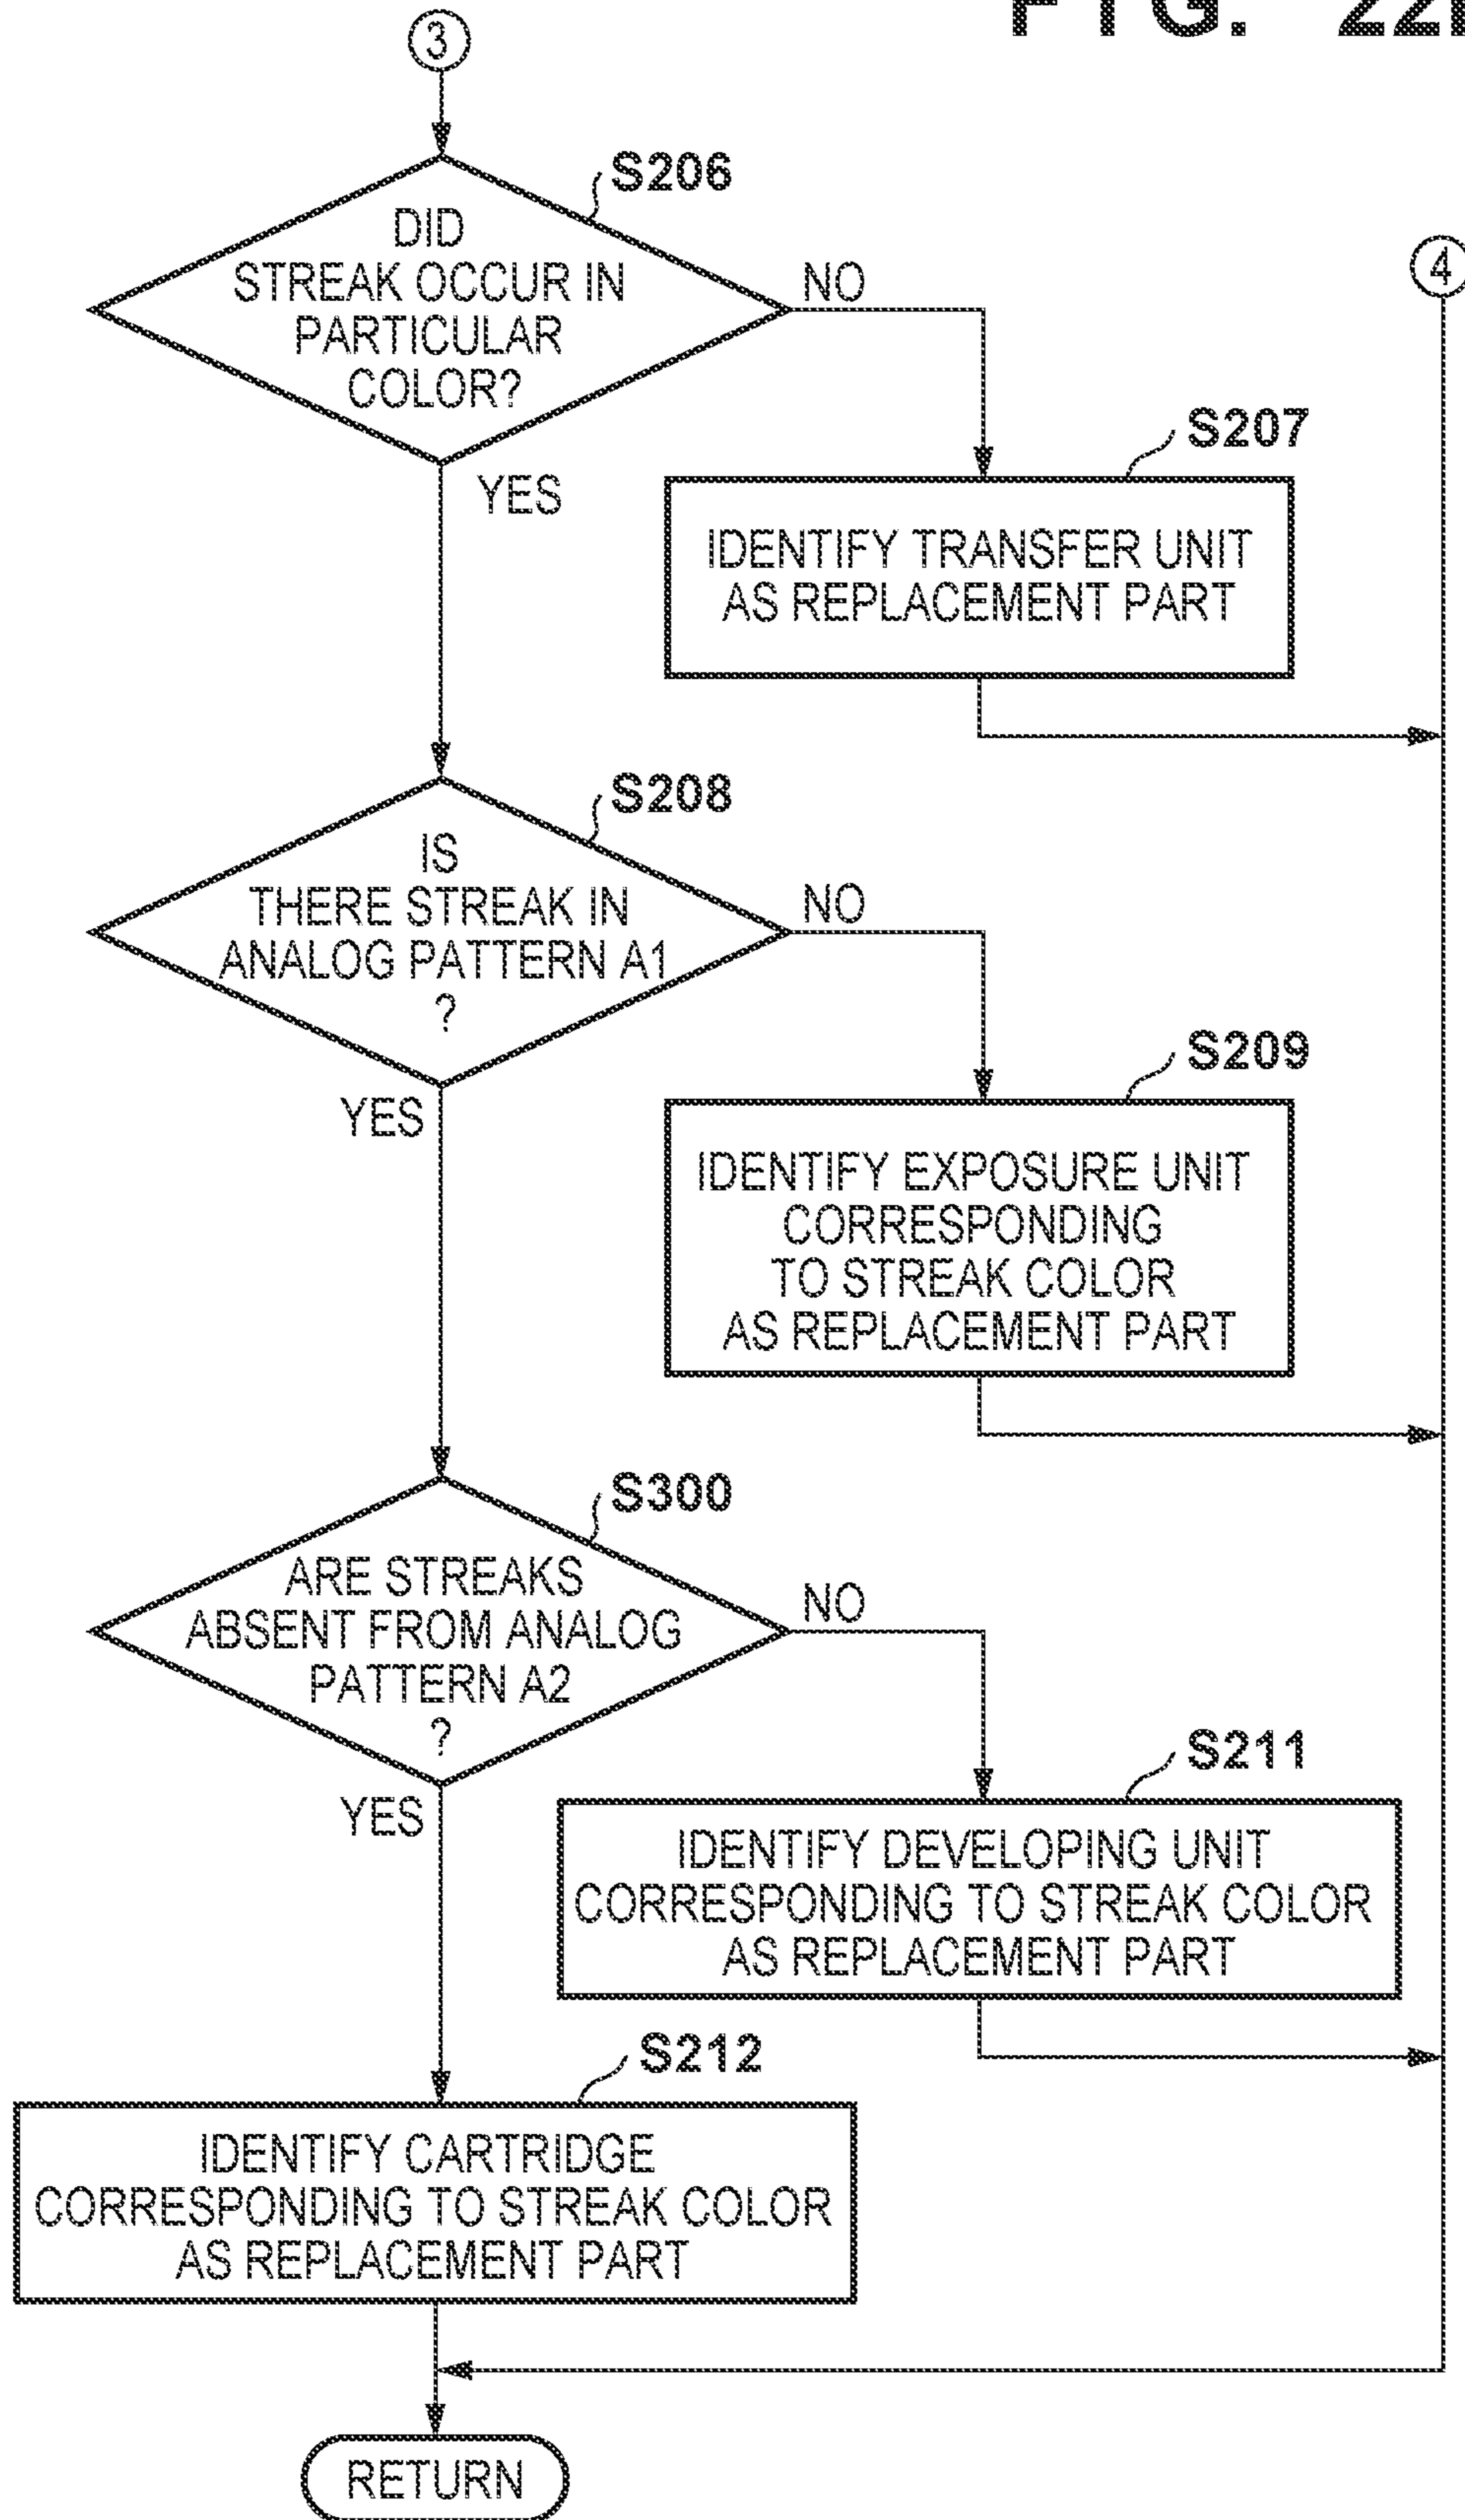 FIG. 22
3
S206
DID
STREAK OCCUR IN
PARTICULAR
COLOR?
NO
4
YES
S207
IDENTIFY TRANSFER UNIT
AS REPLACEMENT PART
S208
IS
THERE STREAK IN
ANALOG PATTERN A1
?
NO
YES
S209
IDENTIFY EXPOSURE UNIT
CORRESPONDING
TO STREAK COLOR
AS REPLACEMENT PART
S300
ARE STREAKS
ABSENT FROM ANALOG
PATTERN A2
?
NO
YES
S211
IDENTIFY DEVELOPING UNIT
CORRESPONDING TO STREAK COLOR
AS REPLACEMENT PART
S212
IDENTIFY CARTRIDGE
CORRESPONDING TO STREAK COLOR
AS REPLACEMENT PART
RETURN